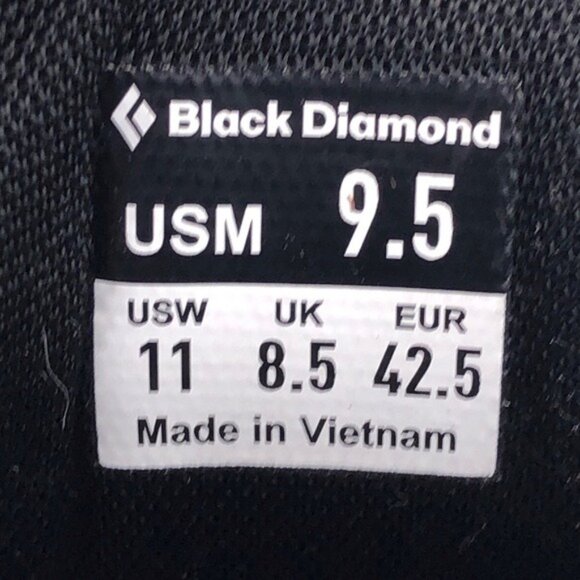 Black Diamond
USM 9.5
USW UK EUR
11 8.5 42.5
Made in Vietnam